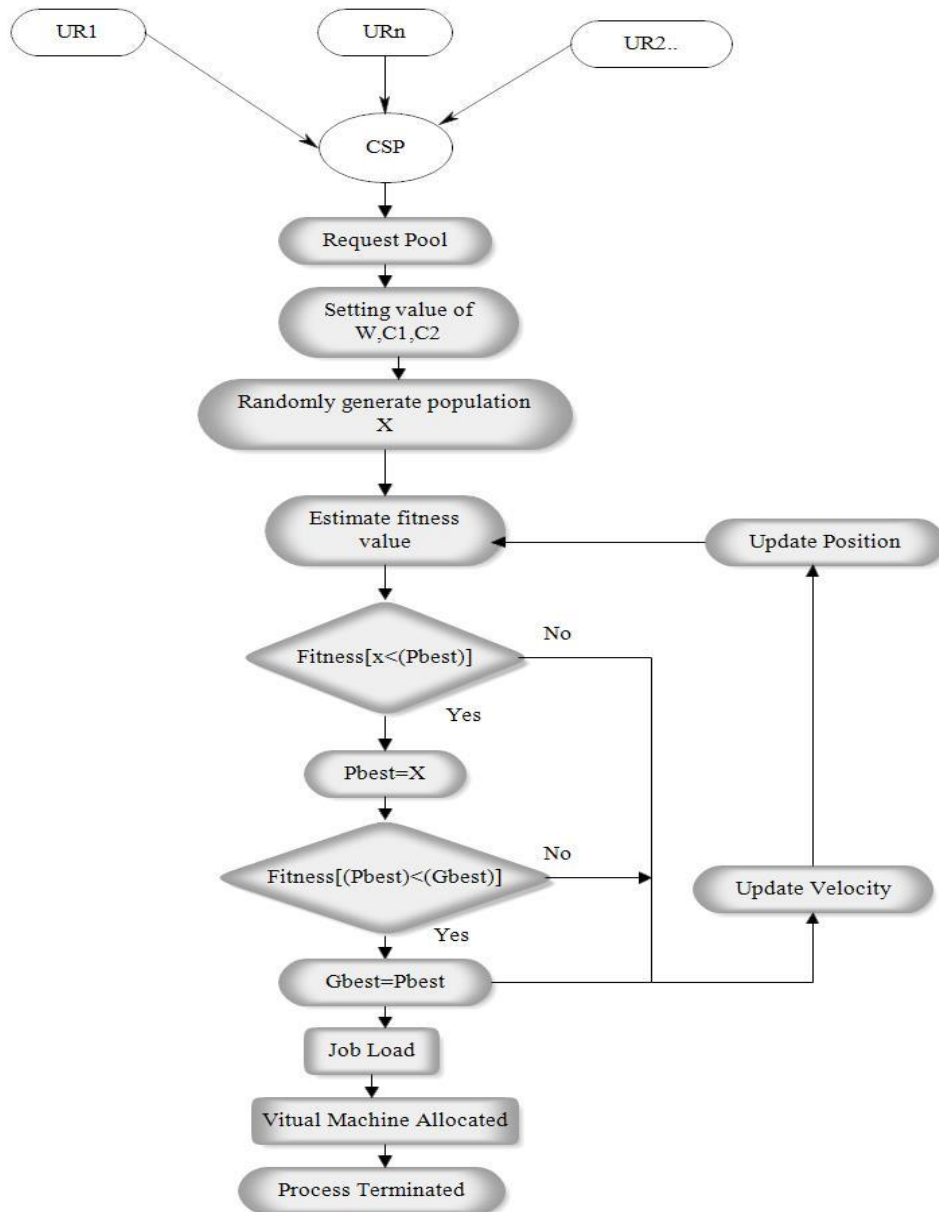 UR1
URn
UR2..
CSP
Request Pool
Setting value of
W,C1,C2
Randomly generate population
X
Estimate fitness
value
Update Position
No
Fitness[x<(Pbest)]
Yes
Pbest=X
No
Fitness[(Pbest)<(Gbest)]
Update Velocity
Yes
Gbest=Pbest
Job Load
Vitual Machine Allocated
Process Terminated